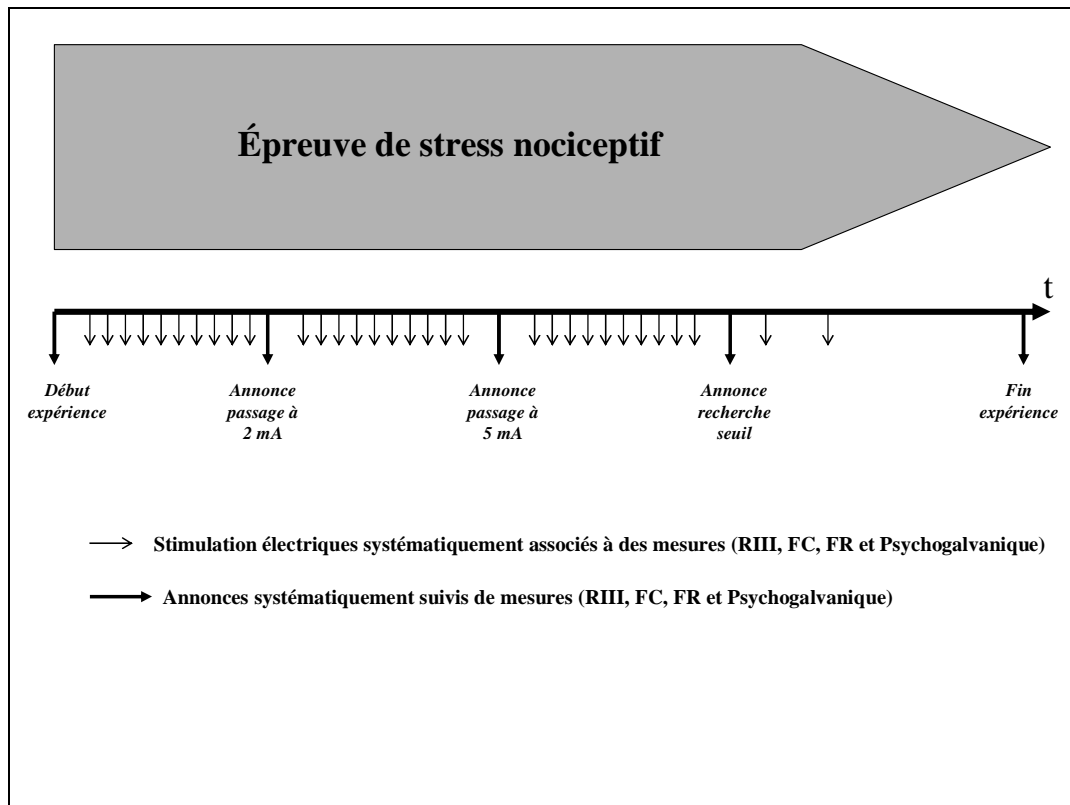 Épreuve de stress nociceptif
t
Début
expérience
Annonce
passage à
2 mA
Annonce
passage à
5 mA
Annonce
recherche
seuil
Fin
expérience
Stimulation électriques systématiquement associés à des mesures (RIII, FC, FR et Psychogalvanique)
Annonces systématiquement suivis de mesures (RIII, FC, FR et Psychogalvanique)